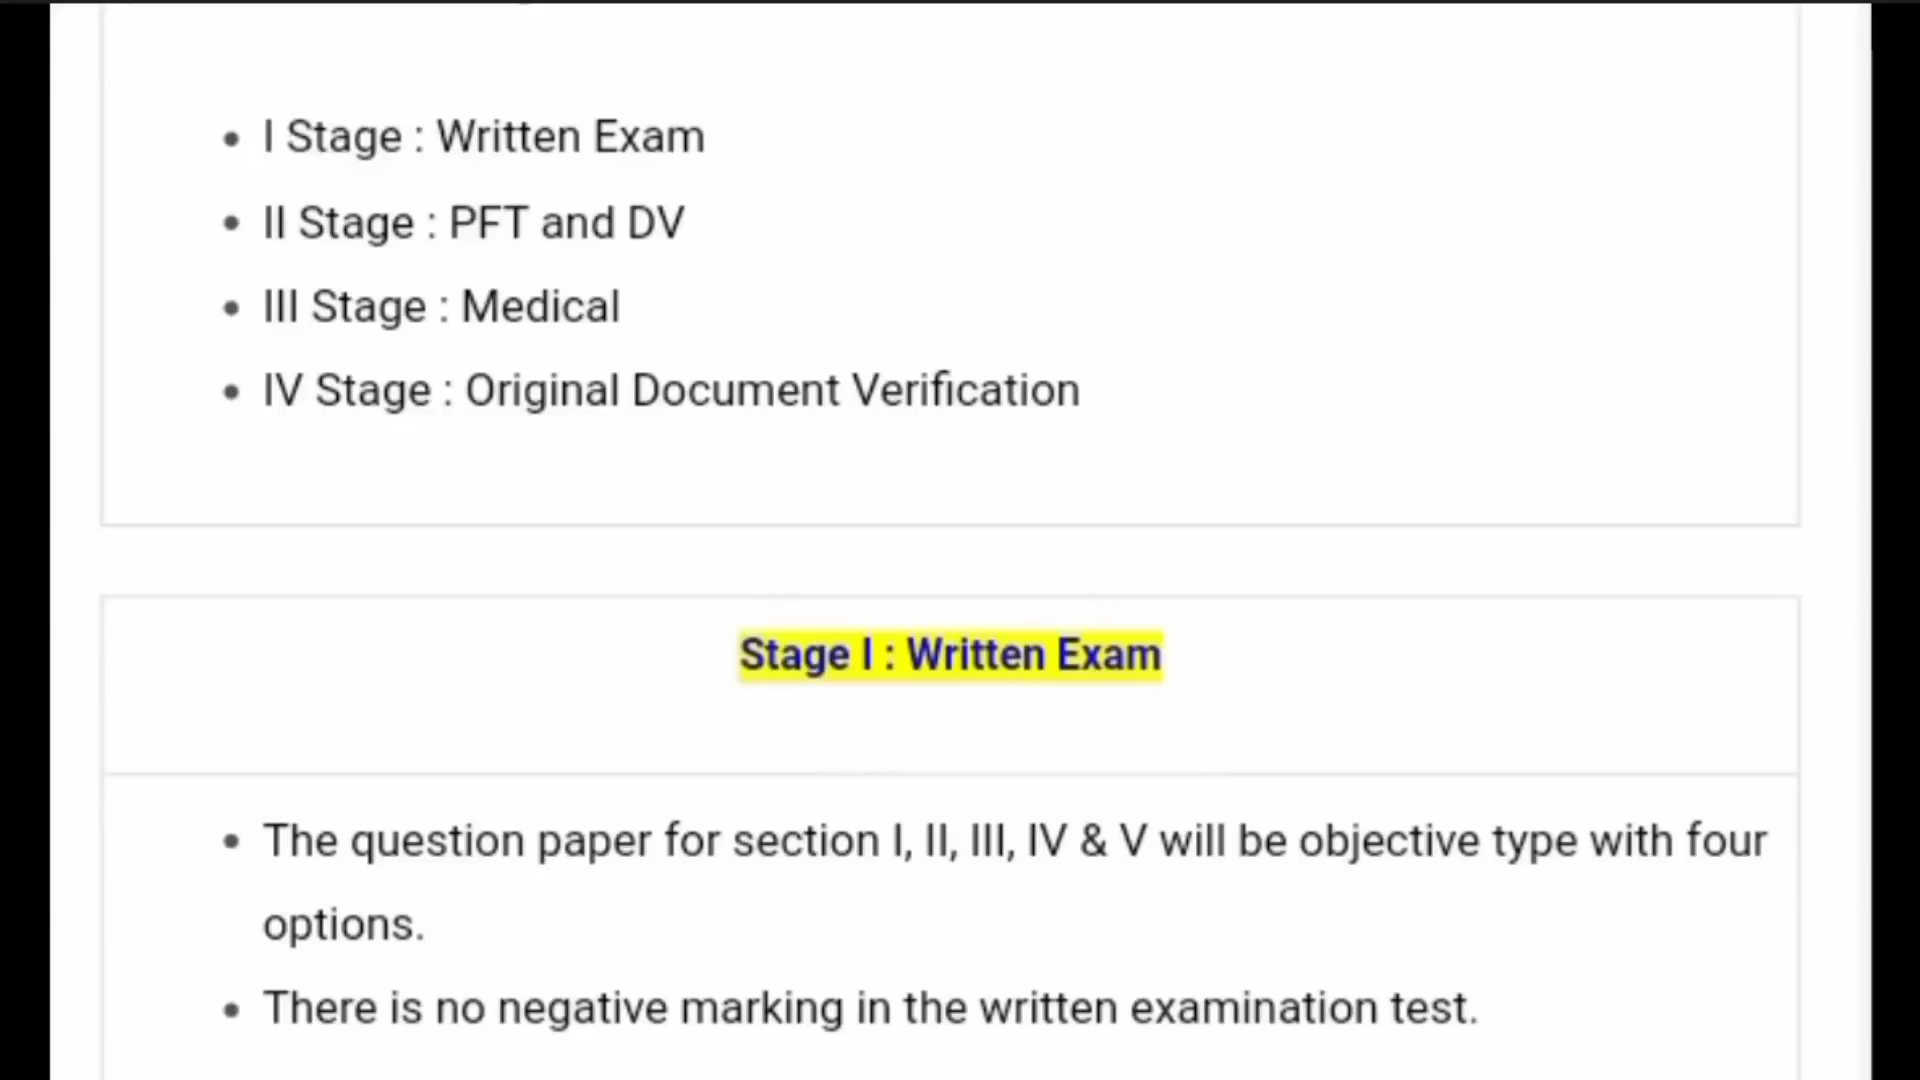 I Stage : Written Exam
II Stage : PFT and DV
III Stage : Medical
IV Stage : Original Document Verification
Stage I : Written Exam
The question paper for section I, II, III, IV & V will be objective type with four
options.
There is no negative marking in the written examination test.